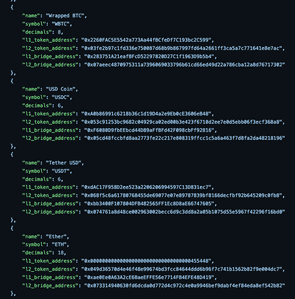 {
"name": "Wrapped BTC",
"symbol": "WBTC",
"decimals": 8,
"l1_token_address": "0x2260FAC5E5542a773Aa44fBCfeDf7C193bc2C599",
"l2_token_address": "0x03fe2b97c1fd336e750087d68b9b867997fd64a2661ff3ca5a7c771641e8e7ac",
"l1_bridge_address": "0x283751A21eafBFcD52297820D27C1f1963D9b5b4",
"l2_bridge_address": "0x07aeec4870975311a7396069033796b61cd66ed49d22a786cba12a8d76717302"
},
{
"name": "USD Coin",
"symbol": "USDC",
"decimals": 6,
"l1_token_address": "0xA0b86991c6218b36c1d19D4a2e9Eb0cE3606eB48",
"l2_token_address": "0x053c91253bc9682c04929ca02ed00b3e423f6710d2ee7e0d5ebb06f3ecf368a8",
"l1_bridge_address": "0xF6080D9fbEEbcd44D89aFfBFd42F098cbFf92816",
"l2_bridge_address": "0x05cd48fccbfd8aa2773fe22c217e808319ffcc1c5a6a463f7d8fa2da48218196"
},
{
"name": "Tether USD",
"symbol": "USDT",
"decimals": 6,
"l1_token_address": "0xdAC17F958D2ee523a2206206994597C13D831ec7",
"l2_token_address": "0x068f5c6a61780768455de69077e07e89787839bf8166decfbf92b645209c0fb8",
"l1_bridge_address": "0xbb3400F107804DFB482565FF1Ec8D8aE66747605",
"l2_bridge_address": "0x074761a8d48ce002963002becc6d9c3dd8a2a05b1075d55e5967f42296f16bd0"
},
{
"name": "Ether",
"symbol": "ETH",
"decimals": 18,
"l1_token_address": "0x0000000000000000000000000000000000455448",
"l2_token_address": "0x049d36570d4e46f48e99674bd3fcc84644ddd6b96f7c741b1562b82f9e004dc7",
"l1_bridge_address": "0xae0Ee0A63A2cE6BaeEFFE56e7714FB4EFE48D419",
"l2_bridge_address": "0x073314940630fd6dcda0d772d4c972c4e0a9946bef9dabf4ef84eda8ef542b82"